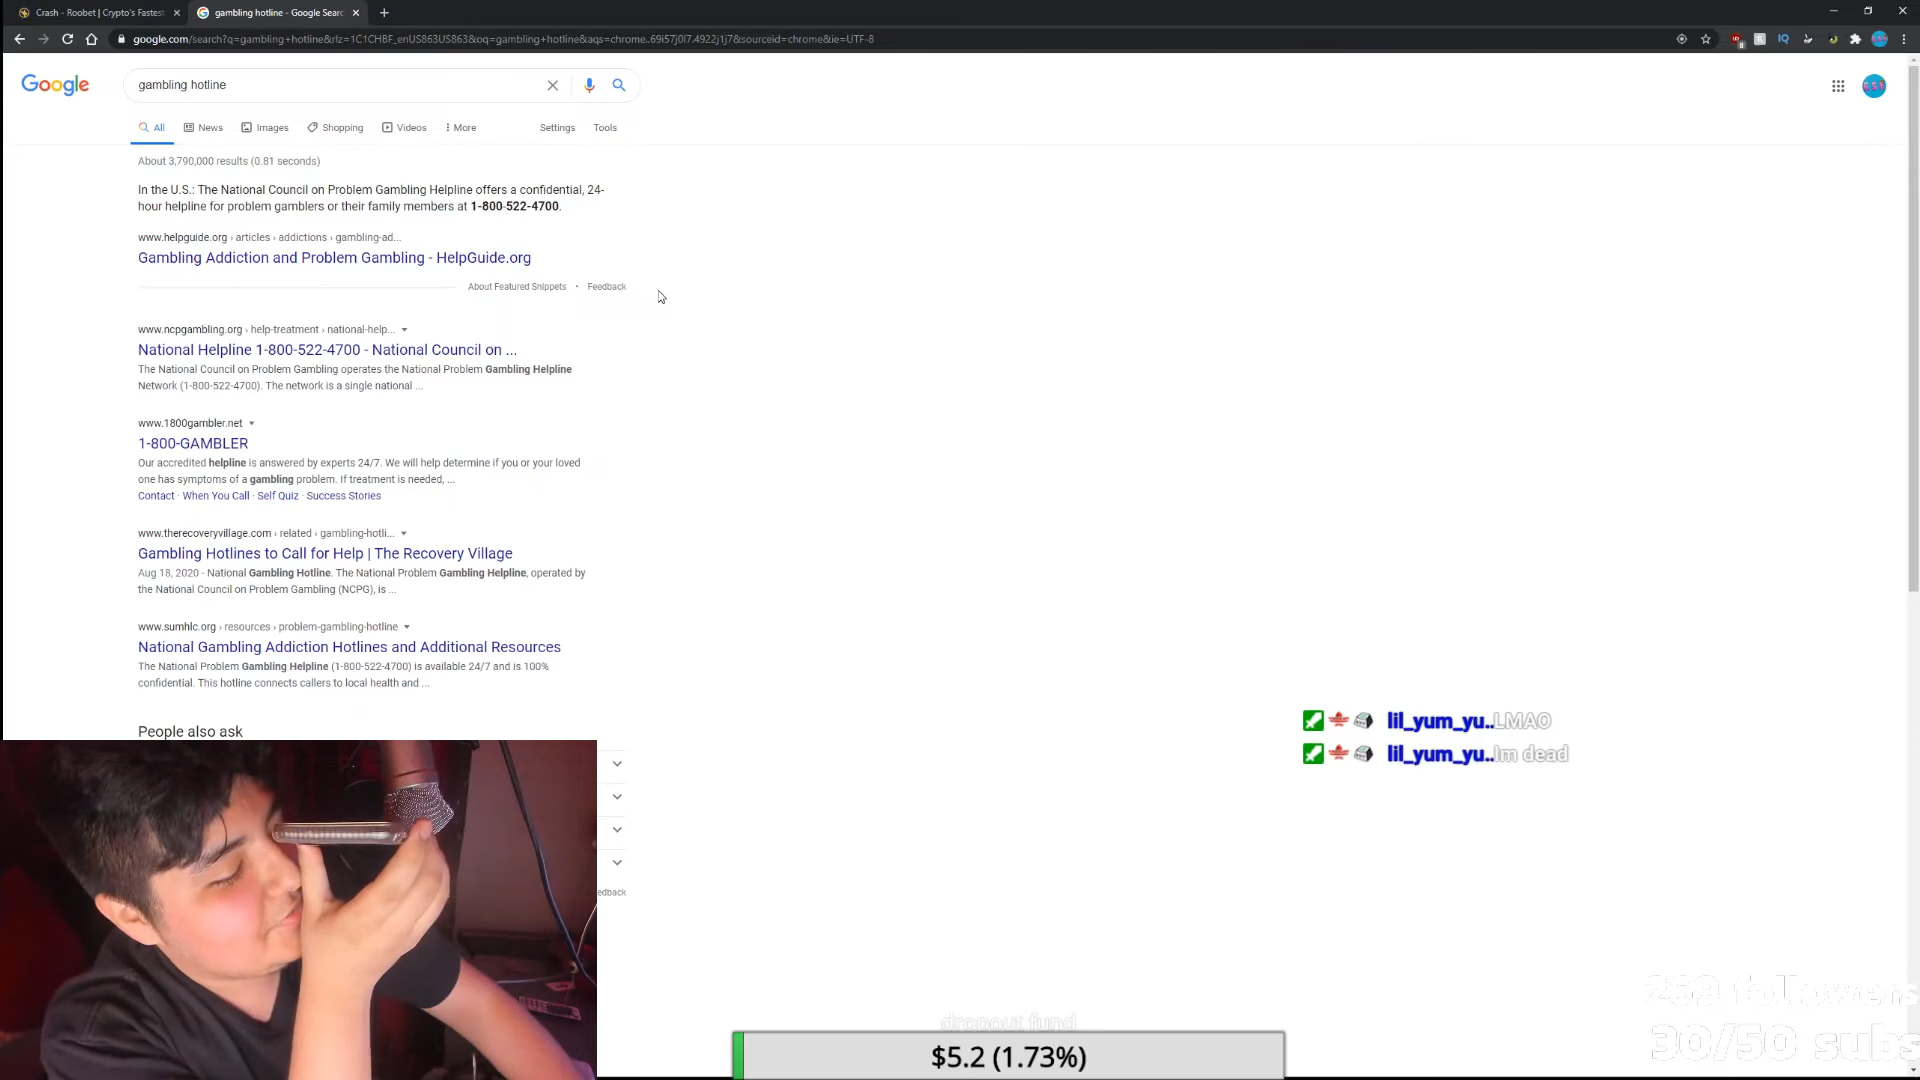 Crash - Roobet | Crypto's Fastest
gambling hotline - Google Searc
google.com/search?q=gambling+hotline&rlz=1C1CHBF_enUS863US863&oq=gambling+hotline&aqs=chrome..69i57j0l7.4922j1j7&sourceid=chrome&ie=UTF-8
Google
gambling hotline
All
News
Images
Shopping
Videos
More
Settings
Tools
About 3,790,000 results (0.81 seconds)
In the U.S.: The National Council on Problem Gambling Helpline offers a confidential, 24-
hour helpline for problem gamblers or their family members at 1-800-522-4700.
www.helpguide.org › articles › addictions › gambling-ad...
Gambling Addiction and Problem Gambling - HelpGuide.org
About Featured Snippets • Feedback
www.ncpgambling.org › help-treatment › national-help...
National Helpline 1-800-522-4700 - National Council on ...
The National Council on Problem Gambling operates the National Problem Gambling Helpline
Network (1-800-522-4700). The network is a single national ...
www.1800gambler.net
1-800-GAMBLER
Our accredited helpline is answered by experts 24/7. We will help determine if you or your loved
one has symptoms of a gambling problem. If treatment is needed, ...
Contact · When You Call · Self Quiz · Success Stories
www.therecoveryvillage.com › related › gambling-hotli...
Gambling Hotlines to Call for Help | The Recovery Village
Aug 18, 2020 - National Gambling Hotline. The National Problem Gambling Helpline, operated by
the National Council on Problem Gambling (NCPG), is ...
www.sumhlc.org › resources › problem-gambling-hotline
National Gambling Addiction Hotlines and Additional Resources
The National Problem Gambling Helpline (1-800-522-4700) is available 24/7 and is 100%
confidential. This hotline connects callers to local health and ...
People also ask
lil_yum_yu..LMAO
lil_yum_yu..Im dead
edback
269 followers
dropout fund
30/50 subs
$5.2 (1.73%)